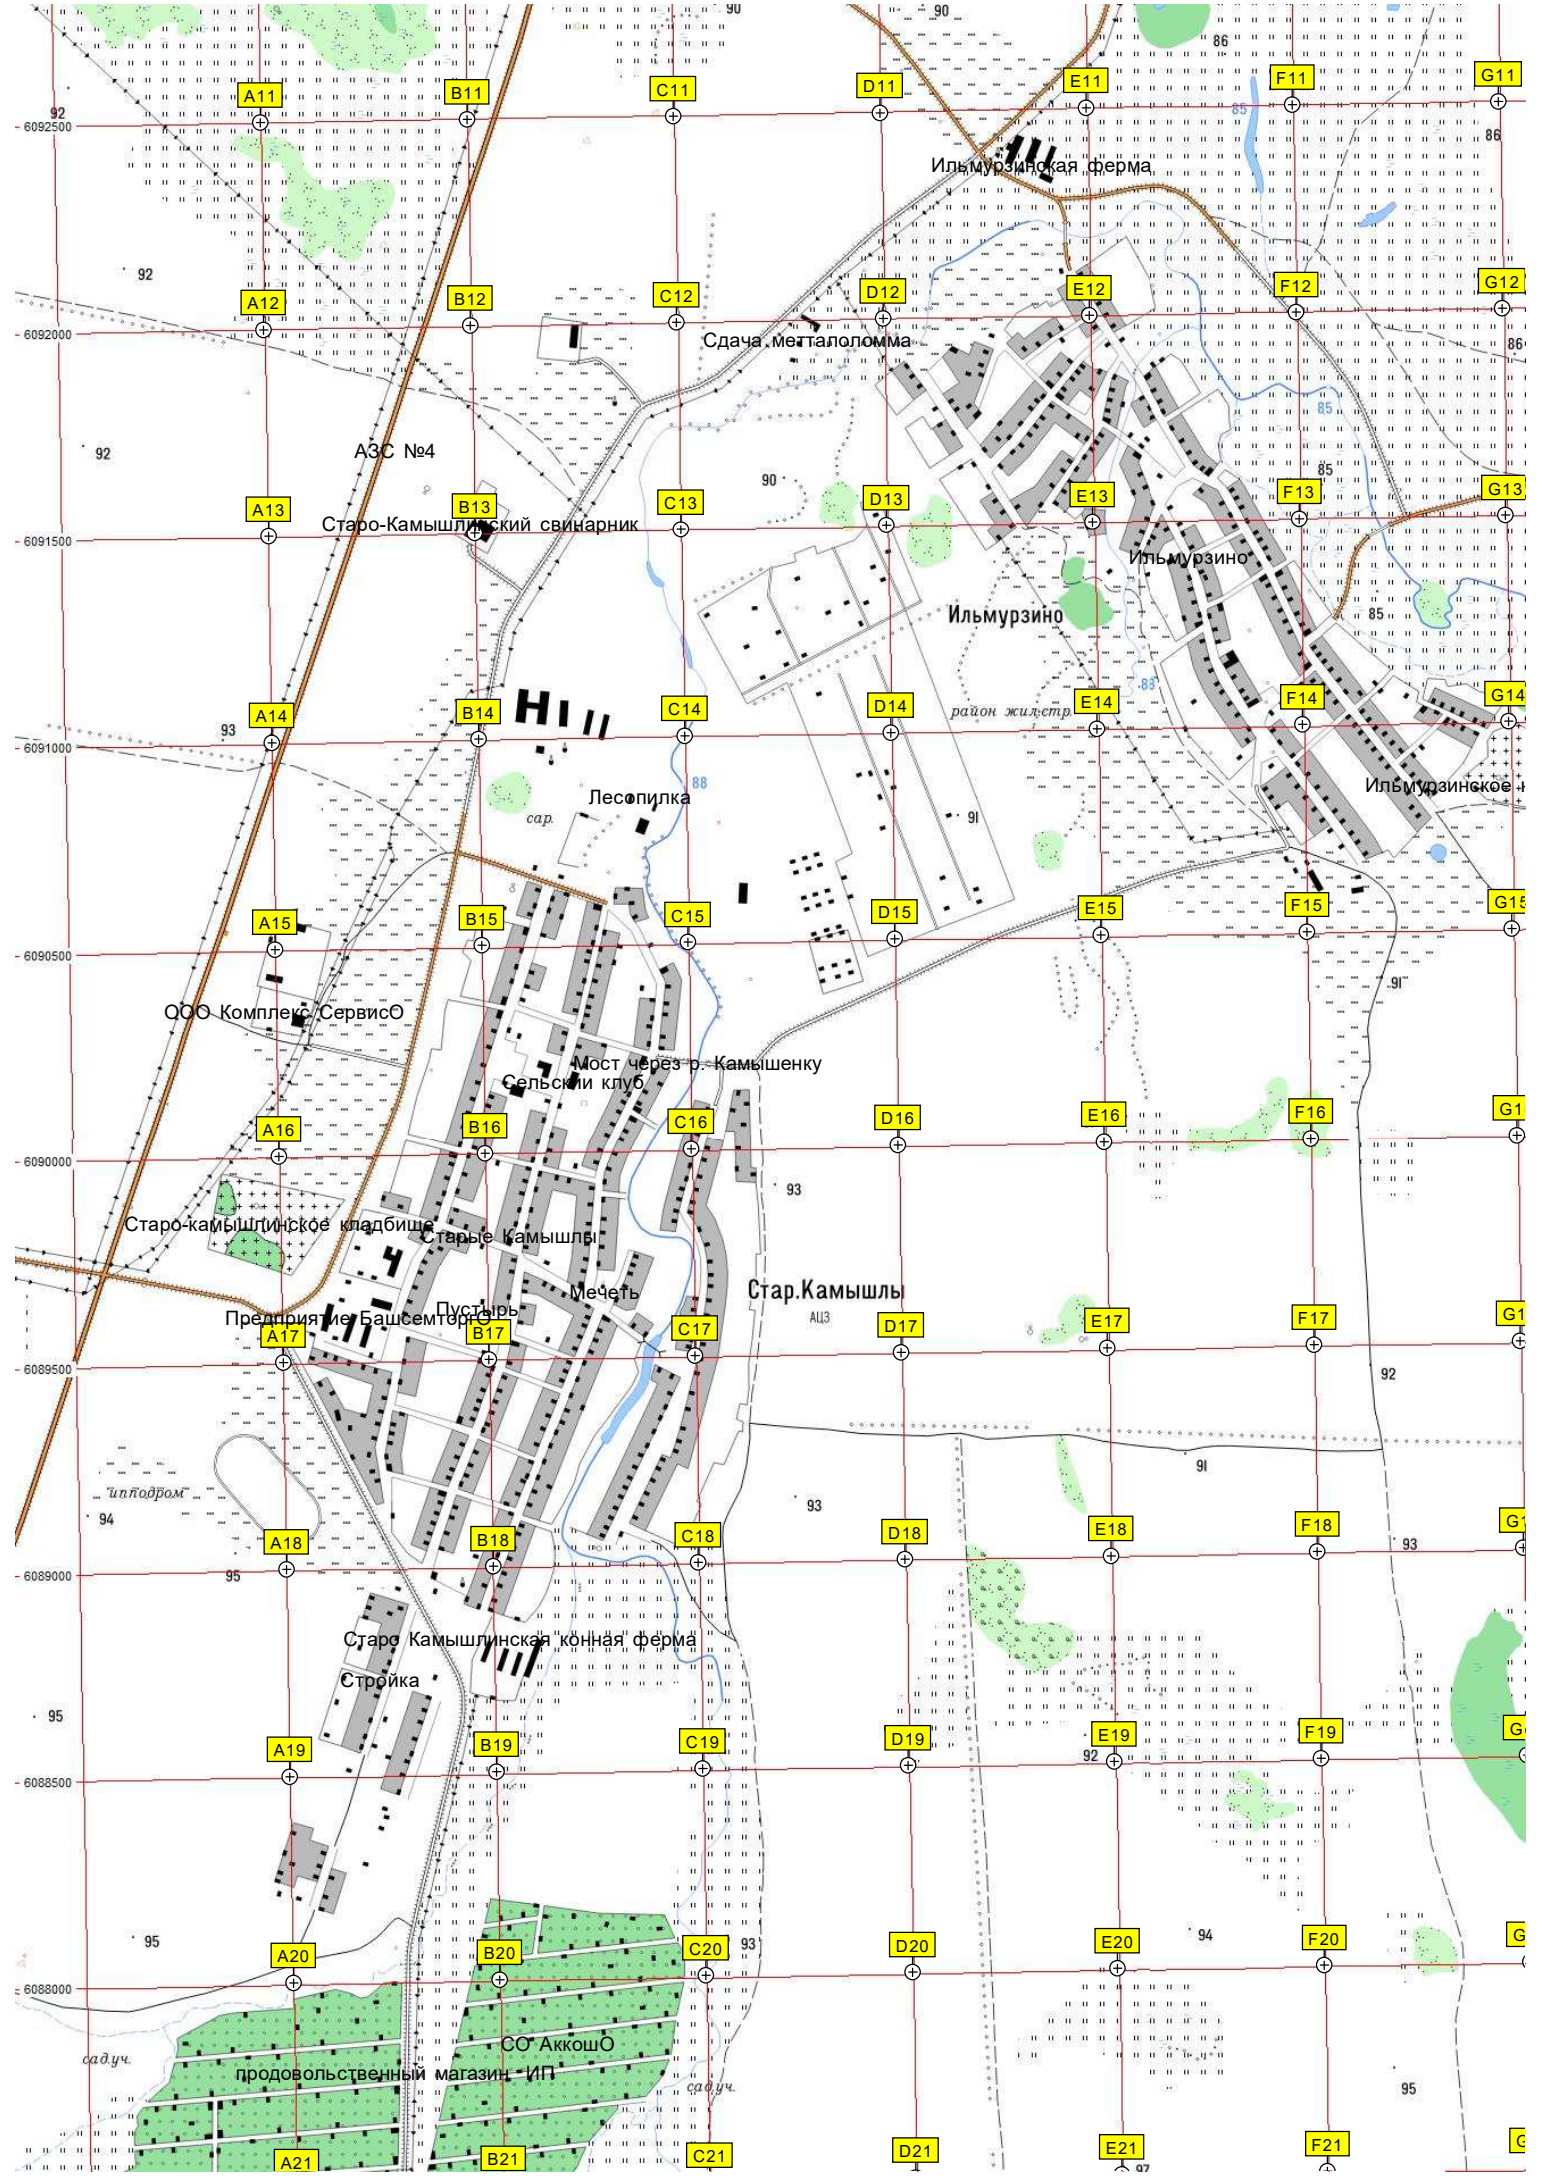 90
90
86
A11
B11
C11
D11
E11
F11
G11
92
85
6092500
86
Ильмурзинская ферма
92
A12
B12
C12
D12
E12
F12
G12
6092000
Сдача метталоломма
86
85
АЗС №4
92
90
85
A13
B13
C13
D13
E13
F13
G13
Старо-Камышлинский свинарник
6091500
Ильмурзино
Ильмурзино
85
88
A14
B14
C14
D14
E14
F14
G14
93
район жил.стр.
6091000
88
Лесопилка
Ильмурзинское
сар.
91
A15
B15
C15
D15
E15
F15
G15
6090500
91
ООО Комплекс СервисО
Мост через р. Камышенку
Сельский клуб
A16
B16
C16
D16
E16
F16
G1
6090000
93
Старо-камышлинское кладбище
Старые Камышлы
Мечеть
Стар.Камышлы
АЦЗ
Пустырь
Предприятие БашсемторгО
A17
B17
C17
D17
E17
F17
G1
6089500
92
91
ипподром
93
94
A18
B18
C18
D18
E18
F18
G1
93
6089000
95
Старо Камышлинская конная ферма
Стройка
95
A19
B19
C19
D19
E19
F19
G
92
6088500
95
93
94
A20
B20
C20
D20
E20
F20
G
6088000
СО АккошО
сад.уч.
продовольственный магазин -ИП
сад.уч.
95
A21
B21
C21
D21
E21
F21
G
97